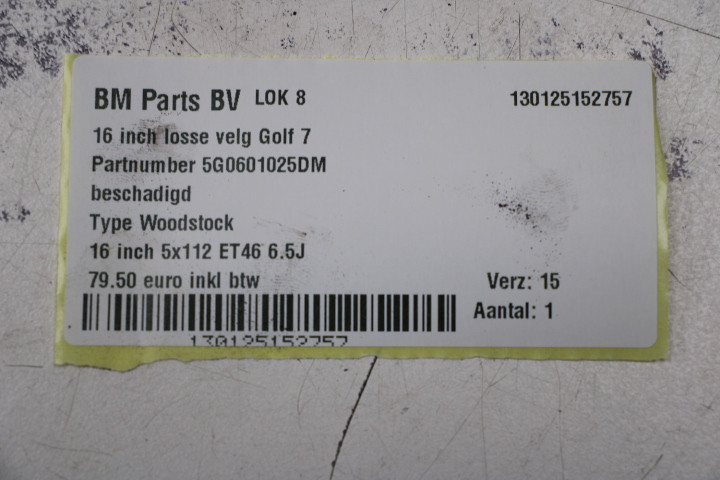 BM Parts BV LOK 8 130125152757
16 inch losse velg Golf 7
Partnumber 5G0601025DM
beschadigd
Type Woodstock
16 inch 5x112 ET46 6.5J
79.50 euro inkl btw Verz: 15
Aantal: 1
130125152757